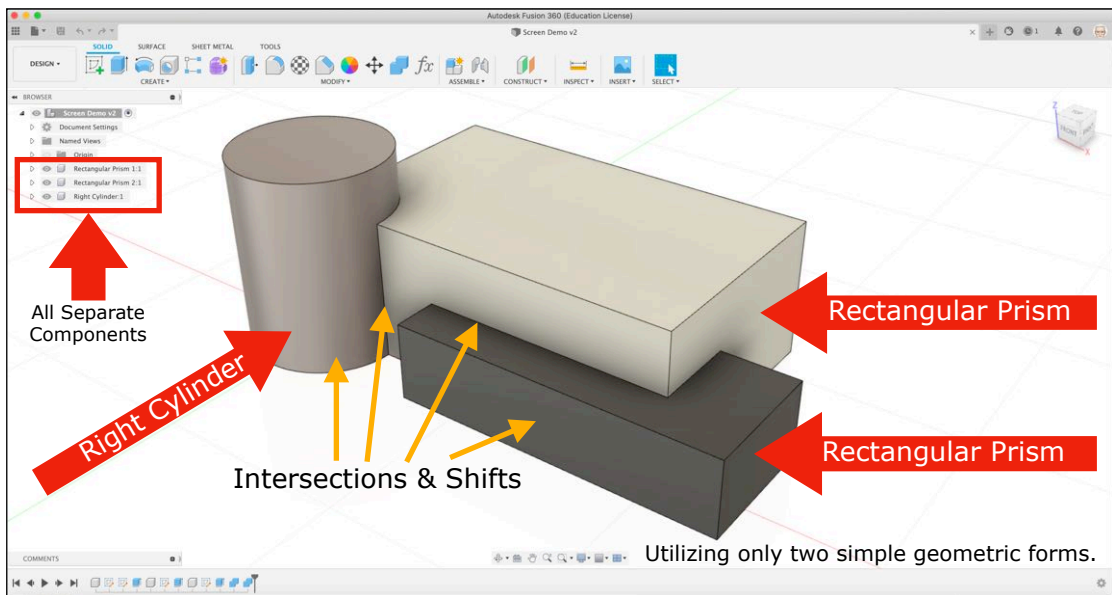 Autodesk Fusion 360 (Education License)
Screen Demo v2
1
SOLID SURFACE SHEET METAL TOOLS
DESIGN
fx
CREATE MODIFY ASSEMBLE CONSTRUCT INSPECT INSERT SELECT
BROWSER
Screen Demo v2
Document Settings
Named Views
Origin
Rectangular Prism 1:1
Rectangular Prism 2:1
Right Cylinder:1
Z
FRONT
X
All Separate
Components
Right Cylinder
Rectangular Prism
Rectangular Prism
Intersections & Shifts
Utilizing only two simple geometric forms.
COMMENTS